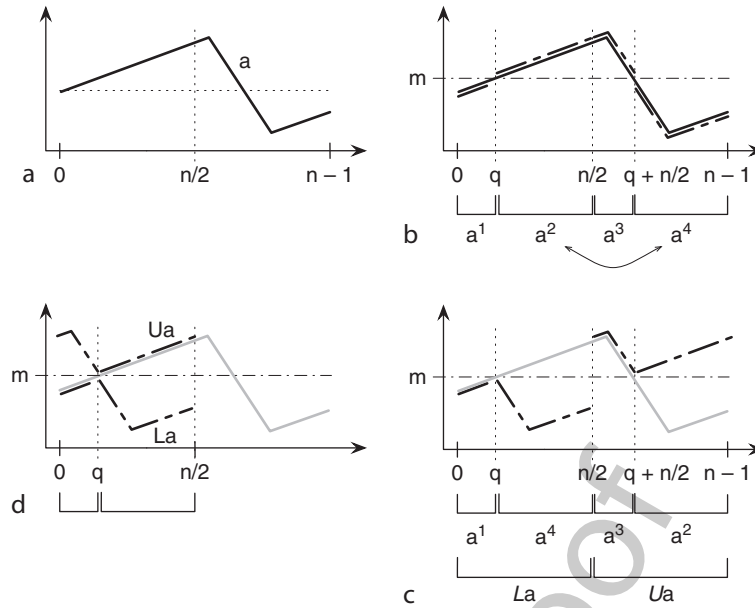 a
0 n/2 n – 1
a
m
0 q n/2 q + n/2 n – 1
a1 a2 a3 a4
b
Ua
m
La
0 q n/2
d
m
0 q n/2 q + n/2 n – 1
a1 a4 a3 a2
La Ua
c
oof